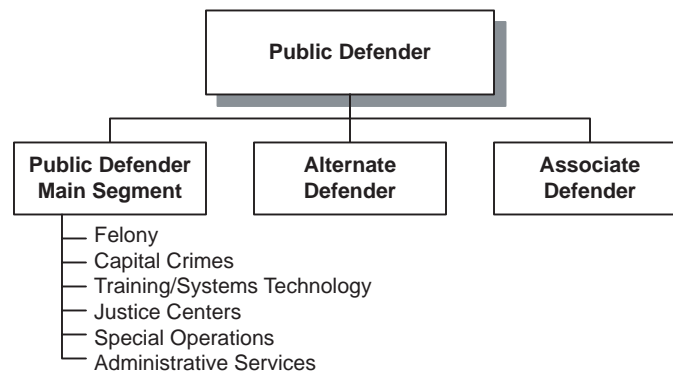 Public Defender
Public Defender
Main Segment
Alternate
Defender
Associate
Defender
Felony
Capital Crimes
Training/Systems Technology
Justice Centers
Special Operations
Administrative Services